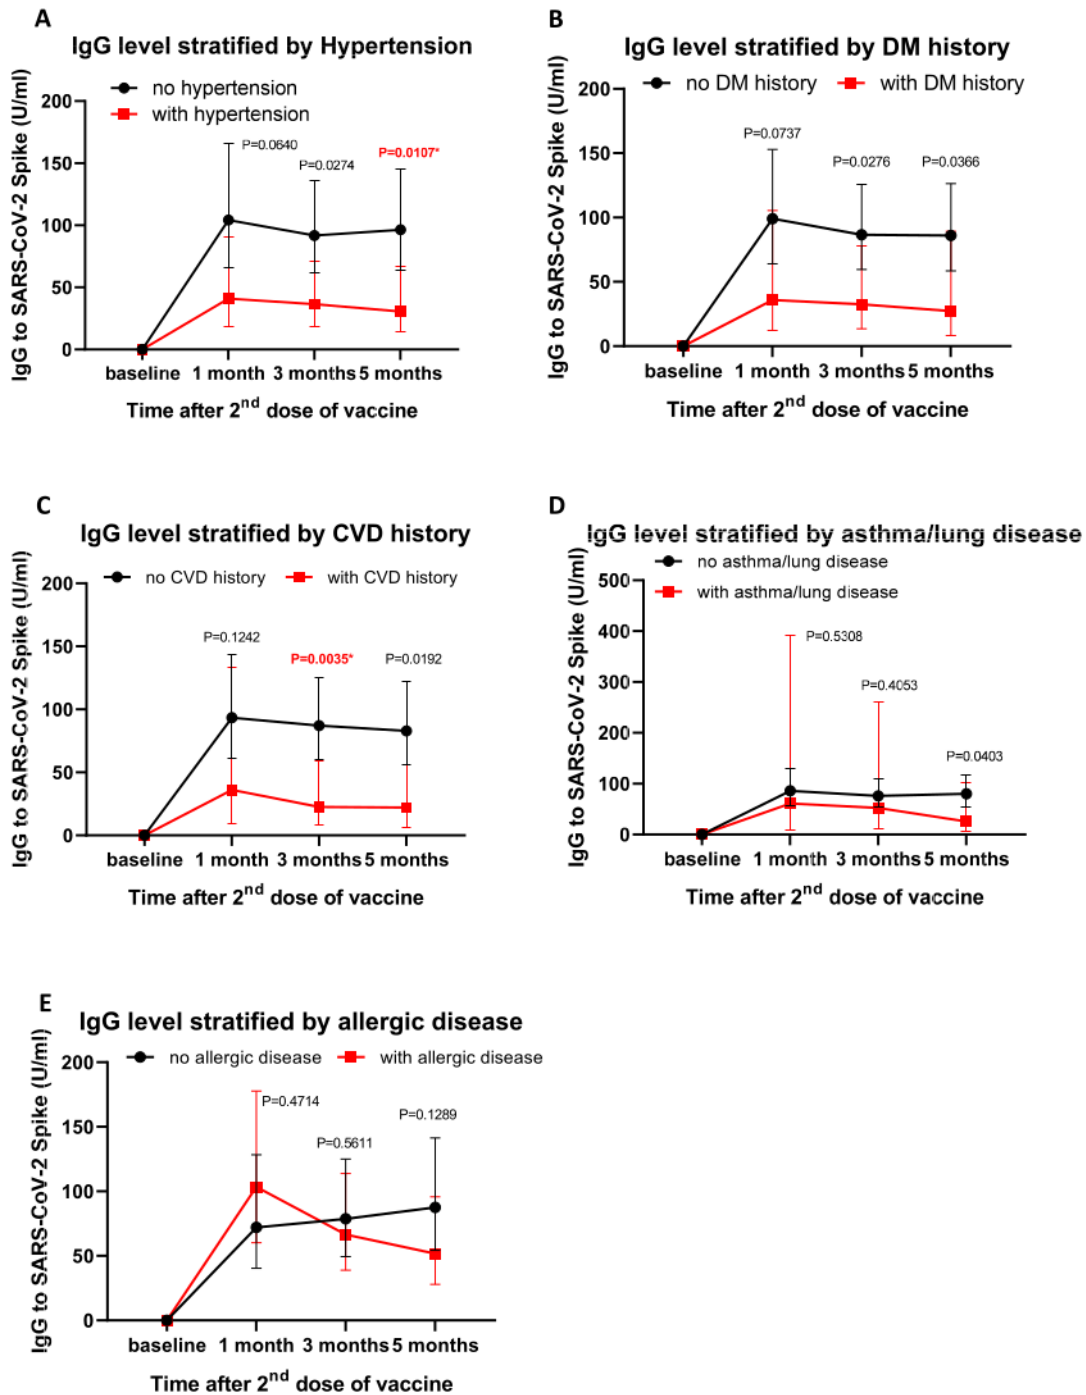 A
IgG level stratified by Hypertension
no hypertension
with hypertension
IgG to SARS-CoV-2 Spike (U/ml)
200
150
100
50
0
P=0.0640
P=0.0274
P=0.0107*
baseline 1 month 3 months 5 months
Time after 2nd dose of vaccine
B
IgG level stratified by DM history
no DM history with DM history
IgG to SARS-CoV-2 Spike (U/ml)
200
150
100
50
0
P=0.0737
P=0.0276
P=0.0366
baseline 1 month 3 months 5 months
Time after 2nd dose of vaccine
C
IgG level stratified by CVD history
no CVD history with CVD history
IgG to SARS-CoV-2 Spike (U/ml)
200
150
100
50
0
P=0.1242
P=0.0035*
P=0.0192
baseline 1 month 3 months 5 months
Time after 2nd dose of vaccine
D
IgG level stratified by asthma/lung disease
no asthma/lung disease
with asthma/lung disease
IgG to SARS-CoV-2 Spike (U/ml)
500
400
300
200
100
0
P=0.5308
P=0.4053
P=0.0403
baseline 1 month 3 months 5 months
Time after 2nd dose of vaccine
E
IgG level stratified by allergic disease
no allergic disease with allergic disease
IgG to SARS-CoV-2 Spike (U/ml)
200
150
100
50
0
P=0.4714
P=0.5611
P=0.1289
baseline 1 month 3 months 5 months
Time after 2nd dose of vaccine